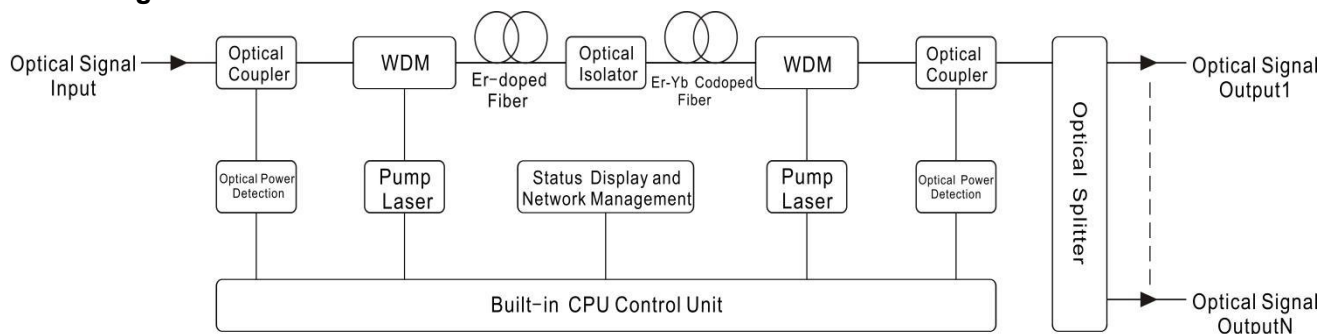 Optical Signal
Input
Optical
Coupler
WDM
Er-doped
Fiber
Optical
Isolator
Er-Yb Codoped
Fiber
WDM
Optical
Coupler
Optical Signal
Output1
Optical Splitter
Optical Power
Detection
Pump
Laser
Status Display and
Network Management
Pump
Laser
Optical Power
Detection
Built-in CPU Control Unit
Optical Signal
OutputN